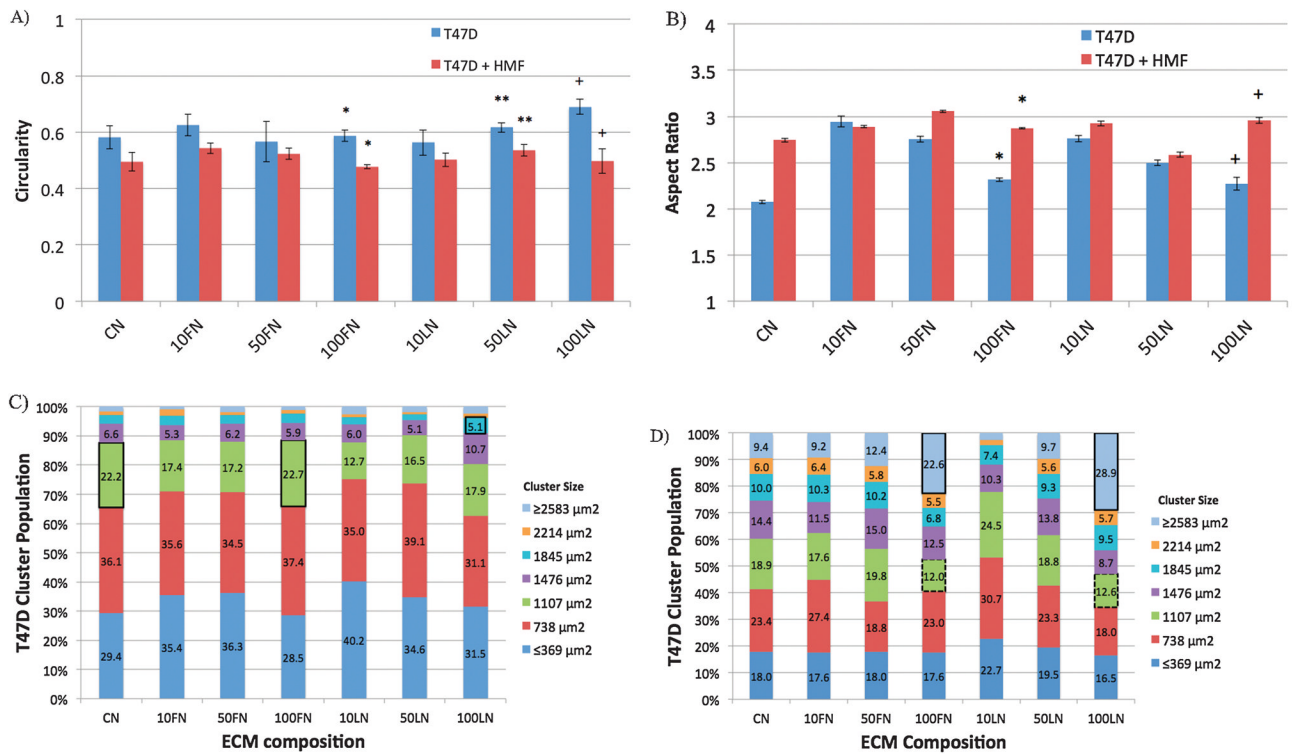 A)
T47D
T47D + HMF
Circularity
1
0.8
0.6
0.4
0.2
0
* * ** ** + +
CN 10FN 50FN 100FN 10LN 50LN 100LN
B)
T47D
T47D + HMF
Aspect Ratio
4
3.5
3
2.5
2
1.5
1
* * + +
CN 10FN 50FN 100FN 10LN 50LN 100LN
C)
T47D Cluster Population
100%
90%
80%
70%
60%
50%
40%
30%
20%
10%
0%
5.1
6.6 5.3 6.2 5.9 6.0 5.1 10.7
22.2 17.4 17.2 22.7 12.7 16.5 17.9
36.1 35.6 34.5 37.4 35.0 39.1 31.1
29.4 35.4 36.3 28.5 40.2 34.6 31.5
CN 10FN 50FN 100FN 10LN 50LN 100LN
ECM composition
Cluster Size
≥2583 µm2
2214 µm2
1845 µm2
1476 µm2
1107 µm2
738 µm2
≤369 µm2
D)
T47D Cluster Population
100%
90%
80%
70%
60%
50%
40%
30%
20%
10%
0%
9.4 9.2 12.4 22.6 9.7 28.9
6.0 6.4 5.8 5.5 5.6 5.7
10.0 10.3 10.2 6.8 7.4 9.3 9.5
14.4 11.5 15.0 12.5 10.3 13.8 8.7
18.9 17.6 19.8 12.0 24.5 18.8 12.6
23.4 27.4 18.8 23.0 30.7 23.3 18.0
18.0 17.6 18.0 17.6 22.7 19.5 16.5
CN 10FN 50FN 100FN 10LN 50LN 100LN
ECM Composition
Cluster Size
≥2583 µm2
2214 µm2
1845 µm2
1476 µm2
1107 µm2
738 µm2
≤369 µm2